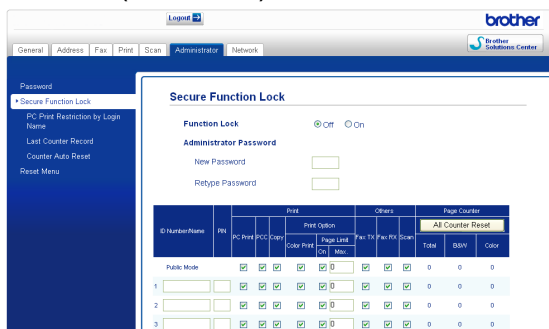 Logout
brother
General Address Fax Print Scan Administrator Network
Brother
Solutions Center
Password
Secure Function Lock
PC Print Restriction by Login
Name
Last Counter Record
Counter Auto Reset
Reset Menu
Secure Function Lock
Function Lock Off On
Administrator Password
New Password
Retype Password
Print Others Page Counter
ID Number/Name PIN PC Print PCC Copy Print Option Fax TX Fax RX Scan All Counter Reset
Color Print Page Limit Total B&W Color
On Max.
Public Mode 0 0 0 0
1 0 0 0 0
2 0 0 0 0
3 0 0 0 0